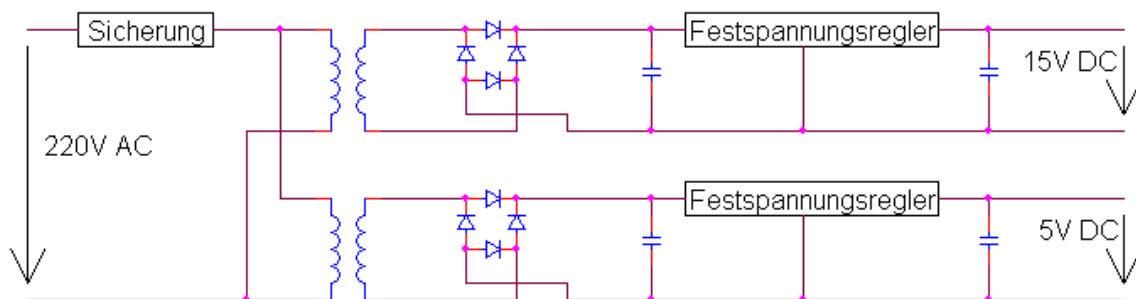 Sicherung
Festspannungsregler
15V DC
220V AC
Festspannungsregler
5V DC